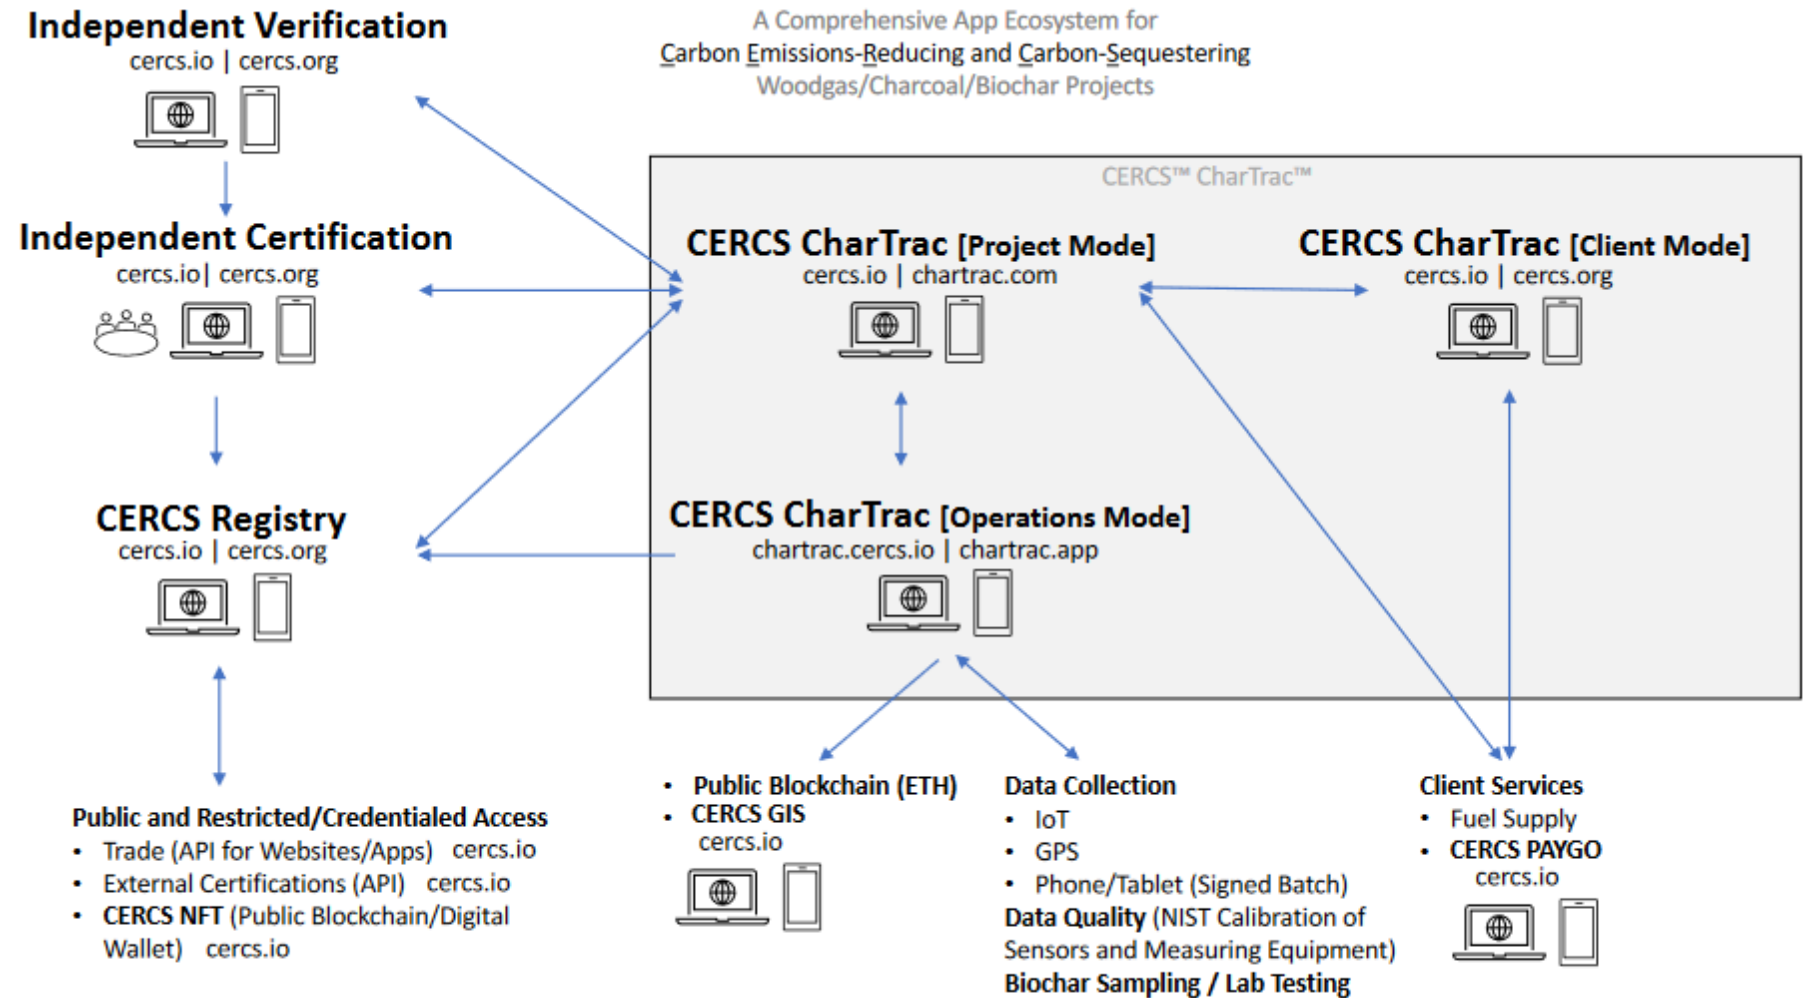 Independent Verification
cercs.io | cercs.org
A Comprehensive App Ecosystem for
Carbon Emissions-Reducing and Carbon-Sequestering
Woodgas/Charcoal/Biochar Projects
CERCS™ CharTrac™
Independent Certification
cercs.io| cercs.org
CERCS CharTrac [Project Mode]
cercs.io | chartrac.com
CERCS CharTrac [Client Mode]
cercs.io | cercs.org
CERCS Registry
cercs.io | cercs.org
CERCS CharTrac [Operations Mode]
chartrac.cercs.io | chartrac.app
Public and Restricted/Credentialed Access
• Trade (API for Websites/Apps) cercs.io
• External Certifications (API) cercs.io
• CERCS NFT (Public Blockchain/Digital
Wallet) cercs.io
• Public Blockchain (ETH)
• CERCS GIS
cercs.io
Data Collection
• IoT
• GPS
• Phone/Tablet (Signed Batch)
Data Quality (NIST Calibration of
Sensors and Measuring Equipment)
Biochar Sampling / Lab Testing
Client Services
• Fuel Supply
• CERCS PAYGO
cercs.io